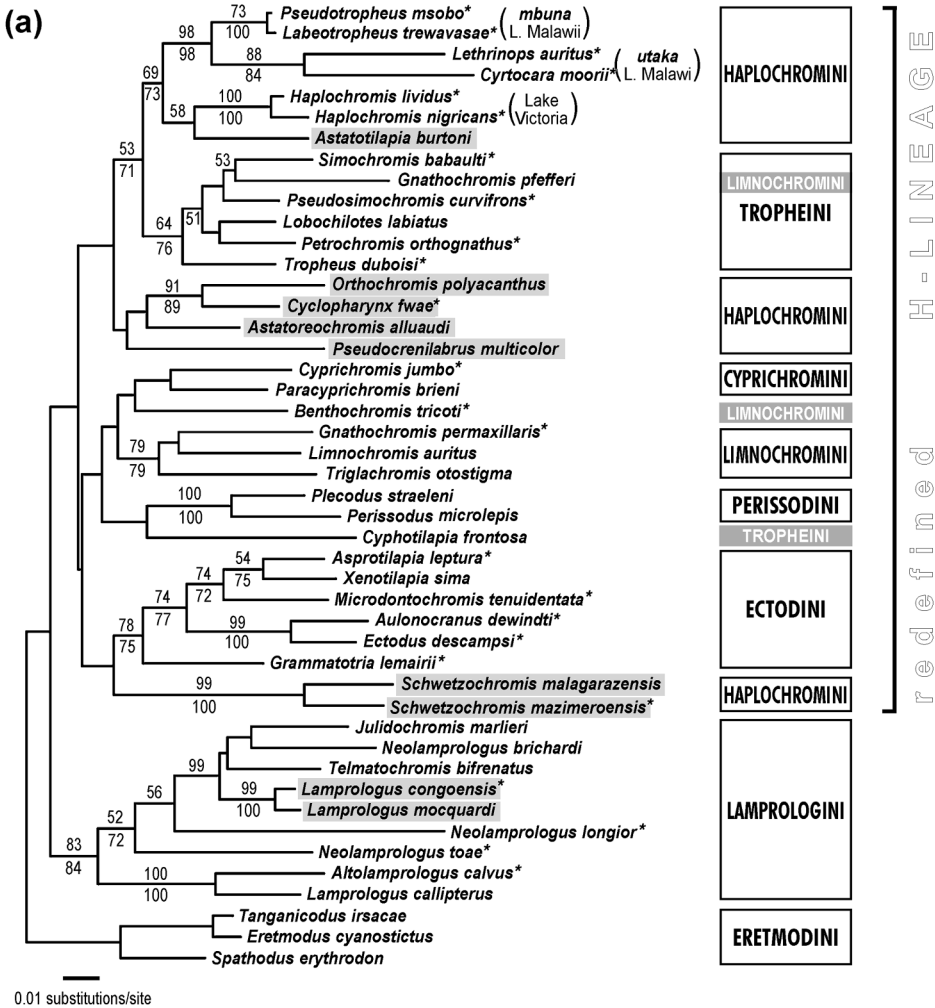 (a)
73
100
98
98
88
84
69
73
100
100
58
53
71
53
51
64
76
91
89
79
79
100
100
54
75
74
72
74
77
99
100
78
75
99
100
99
99
100
56
52
72
83
84
100
100
Pseudotropheus msobo* (mbuna
Labeotropheus trewavasae* L. Malawii)
Lethrinops auritus* (utaka
Cyrtocara moorii* L. Malawi)
Haplochromis lividus* (Lake
Haplochromis nigricans* Victoria)
Astatotilapia burtoni
Simochromis babaulti*
Gnathochromis pfefferi
Pseudosimochromis curvifrons*
Lobochilotes labiatus
Petrochromis orthognathus*
Tropheus duboisi*
Orthochromis polyacanthus
Cyclopharynx fwae*
Astatoreochromis alluaudi
Pseudocrenilabrus multicolor
Cyprichromis jumbo*
Paracyprichromis brieni
Benthochromis tricoti*
Gnathochromis permaxillaris*
Limnochromis auritus
Triglachromis otostigma
Plecodus straeleni
Perissodus microlepis
Cyphotilapia frontosa
Asprotilapia leptura*
Xenotilapia sima
Microdontochromis tenuidentata*
Aulonocranus dewindti*
Ectodus descampsi*
Grammatotria lemairii*
Schwetzochromis malagarazensis
Schwetzochromis mazimeroensis*
Julidochromis marlieri
Neolamprologus brichardi
Telmatochromis bifrenatus
Lamprologus congoensis*
Lamprologus mocquardi
Neolamprologus longior*
Neolamprologus toae*
Altolamprologus calvus*
Lamprologus callipterus
Tanganicodus irsacae
Eretmodus cyanostictus
Spathodus erythrodon
HAPLOCHROMINI
LIMNOCHROMINI
TROPHEINI
HAPLOCHROMINI
CYPRICHROMINI
LIMNOCHROMINI
LIMNOCHROMINI
PERISSODINI
TROPHEINI
ECTODINI
HAPLOCHROMINI
LAMPROLOGINI
ERETMODINI
redefined H-LINEAGE
0.01 substitutions/site